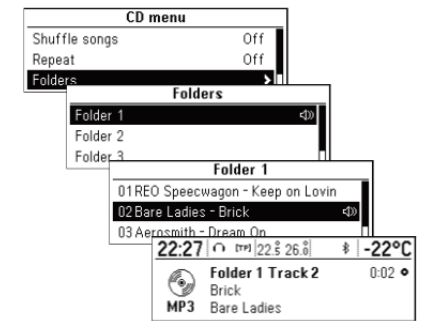 CD menu
Shuffle songs Off
Repeat Off
Folders
Folders
Folder 1
Folder 2
Folder 3
Folder 1
01 REO Speecwagon - Keep on Lovin
02 Bare Ladies - Brick
03 Aerosmith - Dream On
22:27 [TP] 22.5 26.0 -22°C
Folder 1 Track 2 0:02
Brick
MP3 Bare Ladies